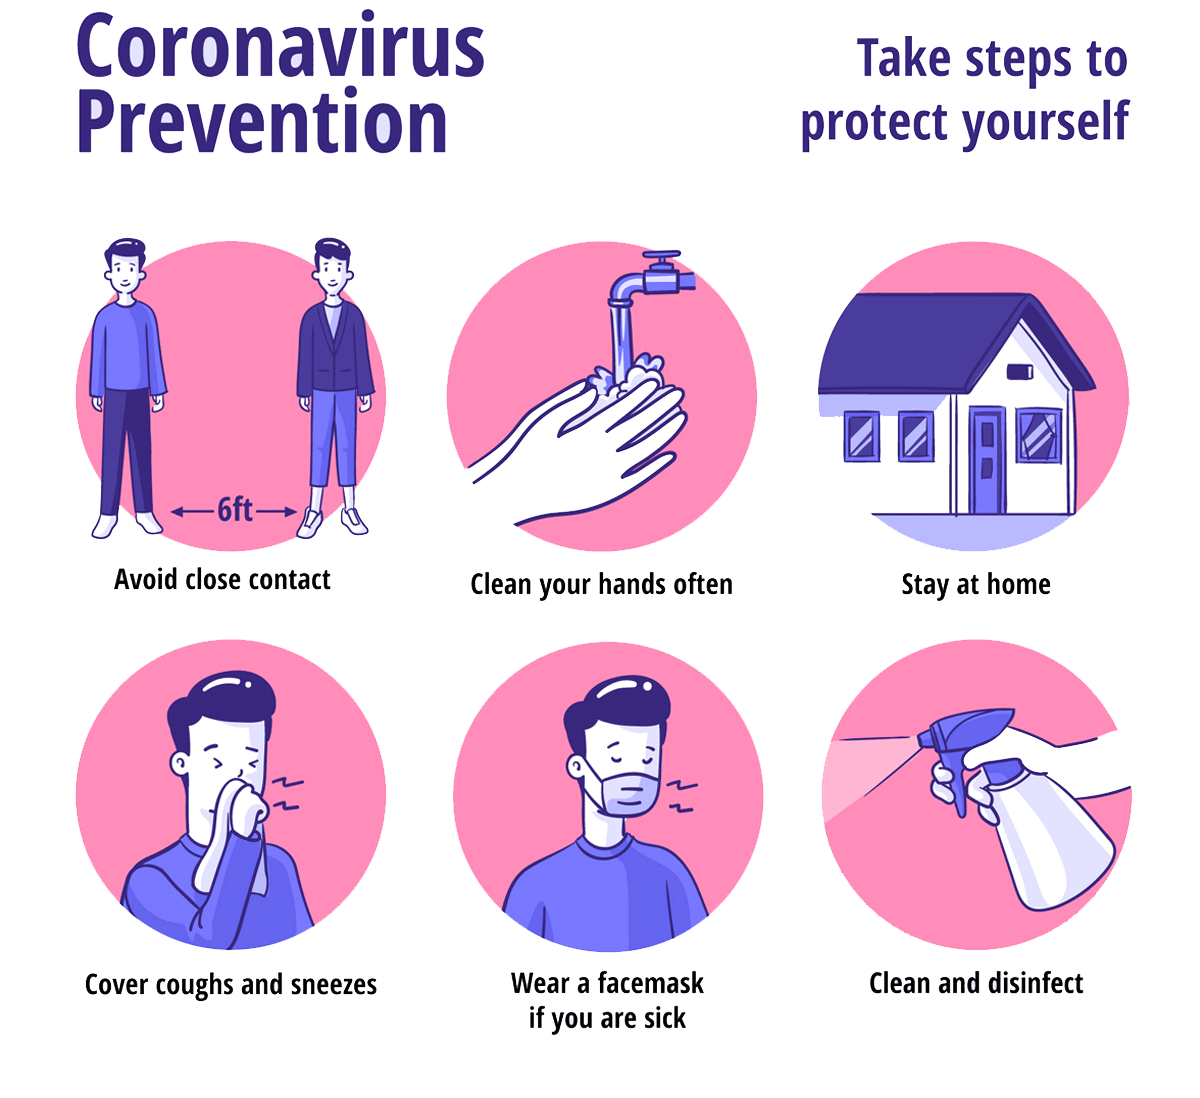 Coronavirus
Prevention
Take steps to
protect yourself
6ft
Avoid close contact
Clean your hands often
Stay at home
Cover coughs and sneezes
Wear a facemask
if you are sick
Clean and disinfect